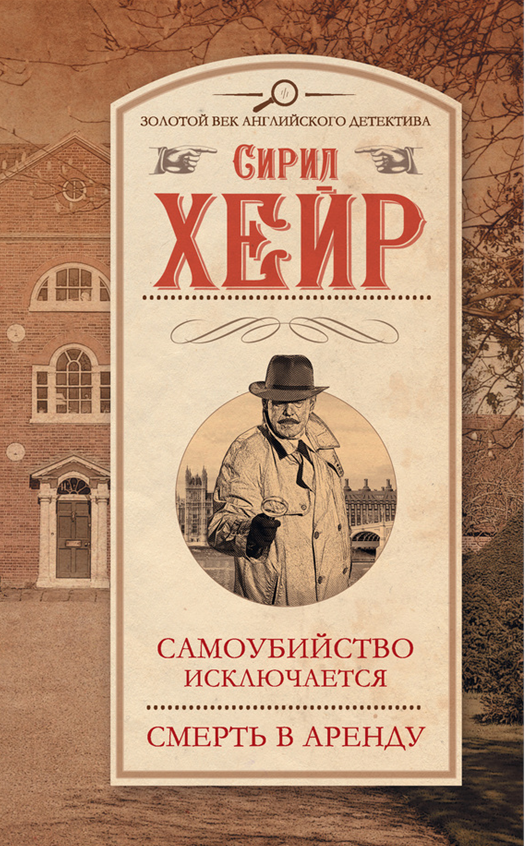 ЗОЛОТОЙ ВЕК АНГЛИЙСКОГО ДЕТЕКТИВА
Сирил
ХЕЙР
САМОУБИЙСТВО
ИСКЛЮЧАЕТСЯ
СМЕРТЬ В АРЕНДУ